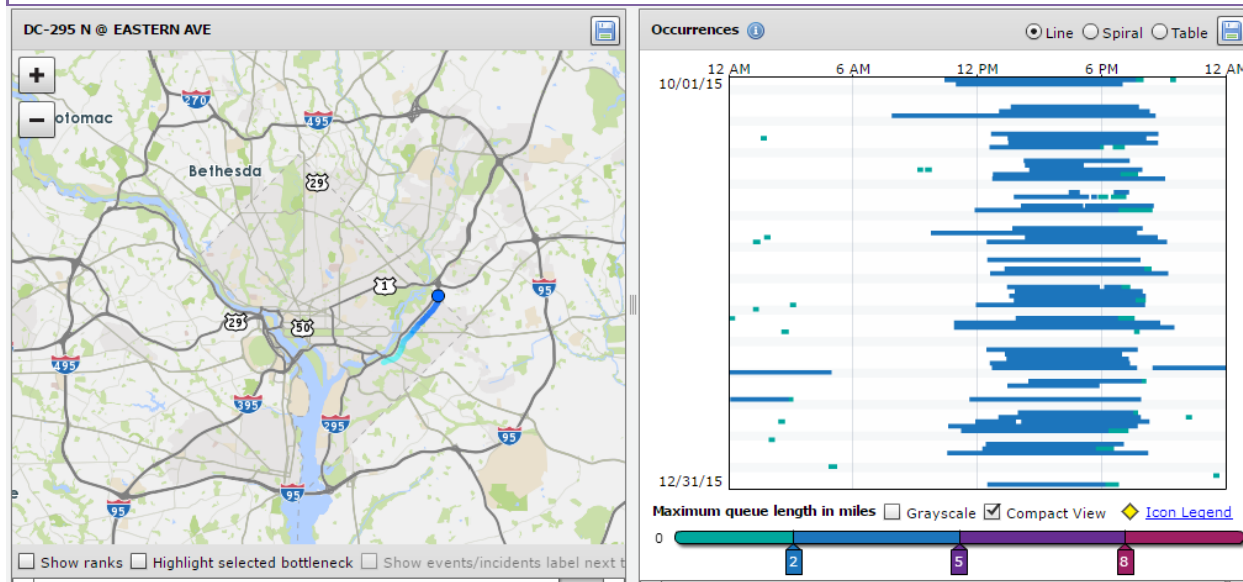 DC-295 N @ EASTERN AVE
+
−
270
otomac
495
Bethesda
29
1
95
29
50
495
395
295
95
95
95
Show ranks Highlight selected bottleneck Show events/incidents label next t
Occurrences
Line Spiral Table
12 AM 6 AM 12 PM 6 PM 12 AM
10/01/15
12/31/15
Maximum queue length in miles Grayscale Compact View Icon Legend
0
2 5 8